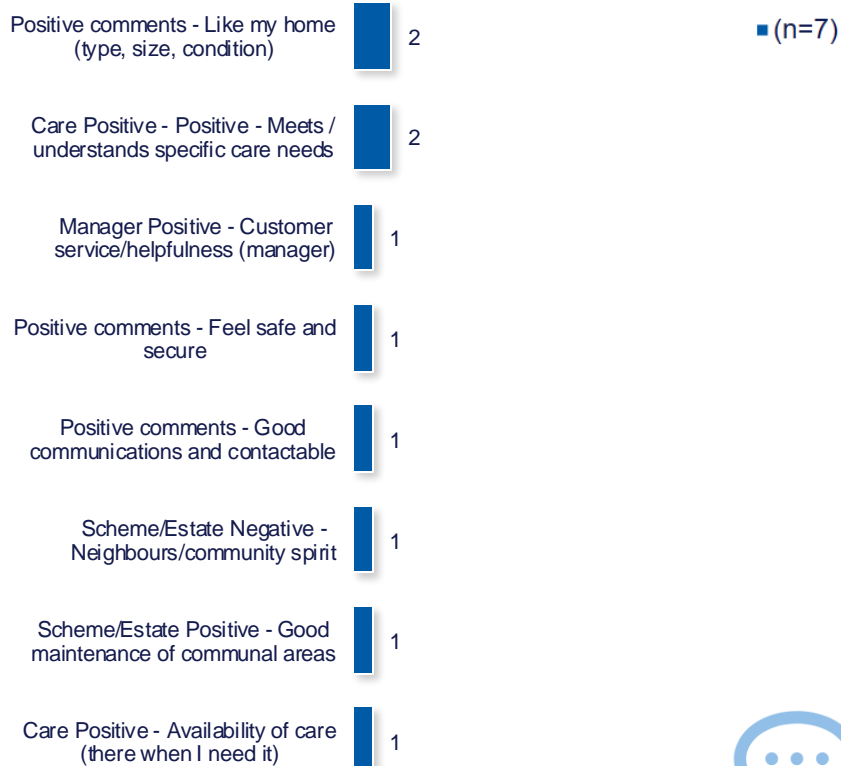 Positive comments - Like my home
(type, size, condition)
2
(n=7)
Care Positive - Positive - Meets /
understands specific care needs
2
Manager Positive - Customer
service/helpfulness (manager)
1
Positive comments - Feel safe and
secure
1
Positive comments - Good
communications and contactable
1
Scheme/Estate Negative -
Neighbours/community spirit
1
Scheme/Estate Positive - Good
maintenance of communal areas
1
Care Positive - Availability of care
(there when I need it)
1